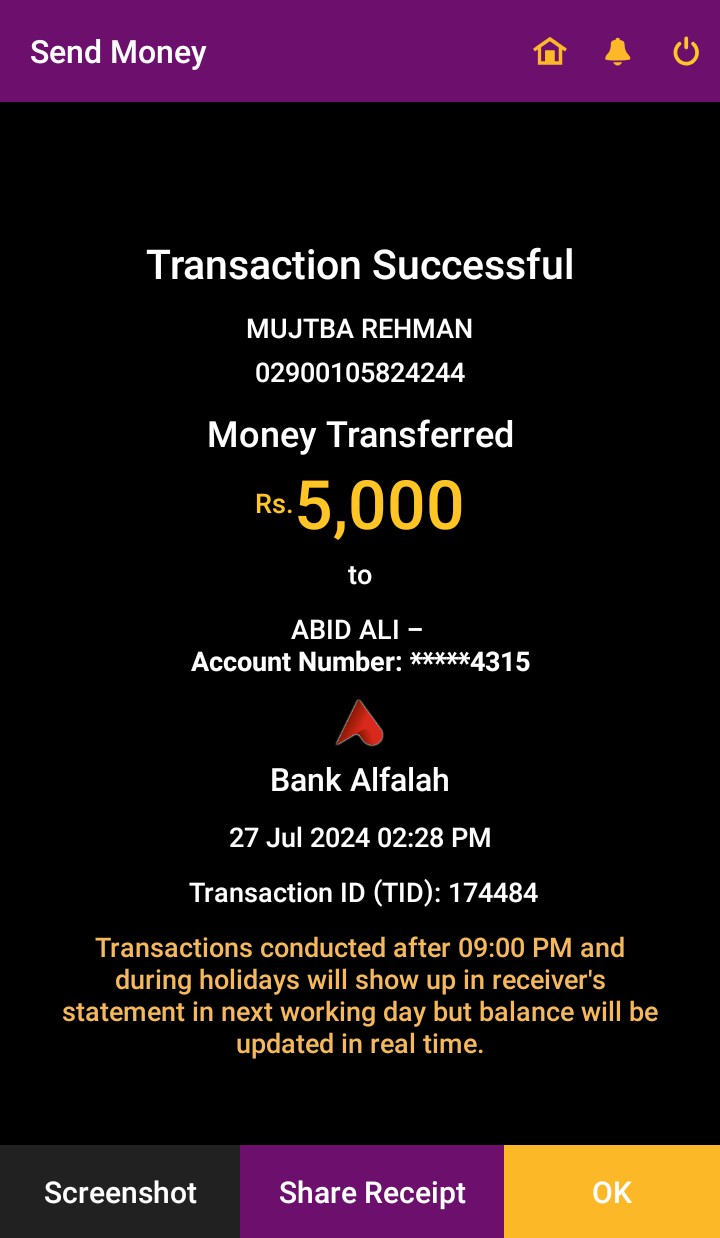 Send Money
Transaction Successful
MUJTBA REHMAN
02900105824244
Money Transferred
Rs.5,000
to
ABID ALI –
Account Number: *****4315
Bank Alfalah
27 Jul 2024 02:28 PM
Transaction ID (TID): 174484
Transactions conducted after 09:00 PM and
during holidays will show up in receiver's
statement in next working day but balance will be
updated in real time.
Screenshot
Share Receipt
OK